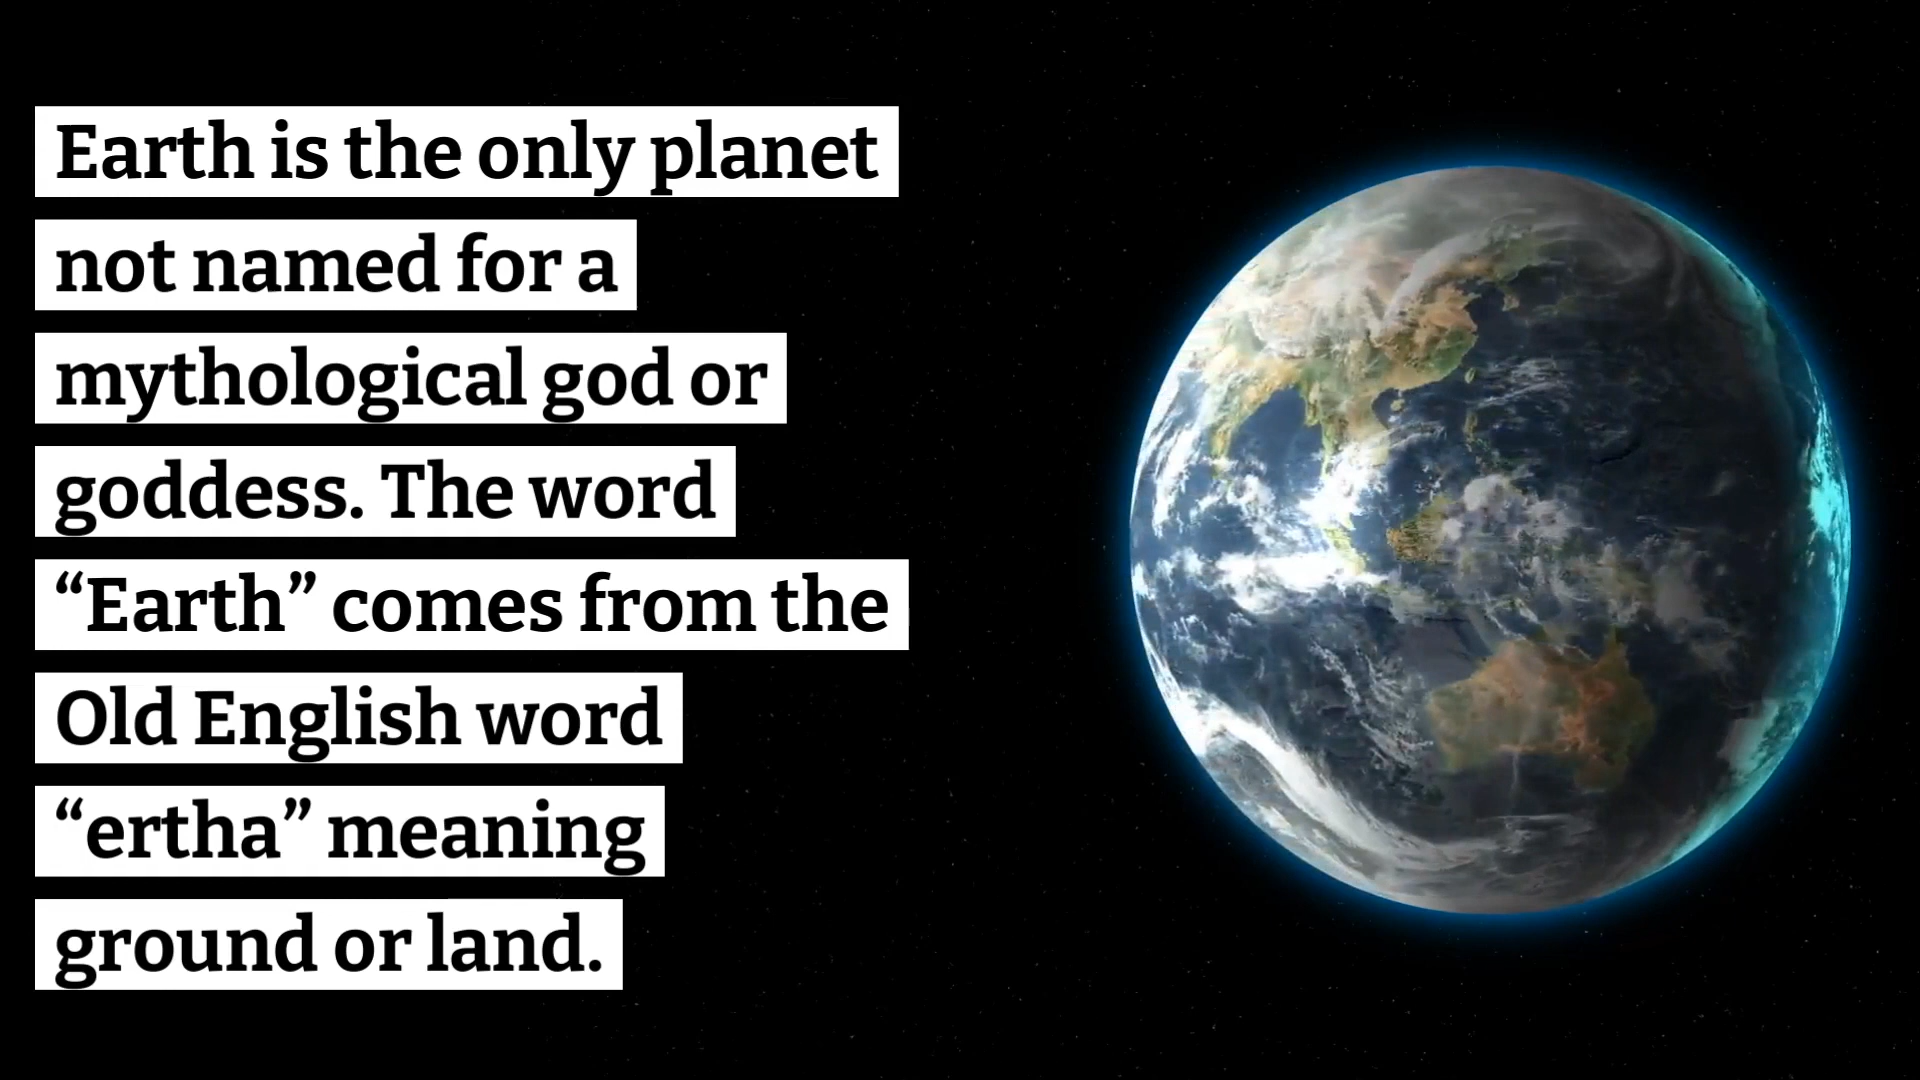 Earth is the only planet
not named for a
mythological god or
goddess. The word
“Earth” comes from the
Old English word
“ertha” meaning
ground or land.